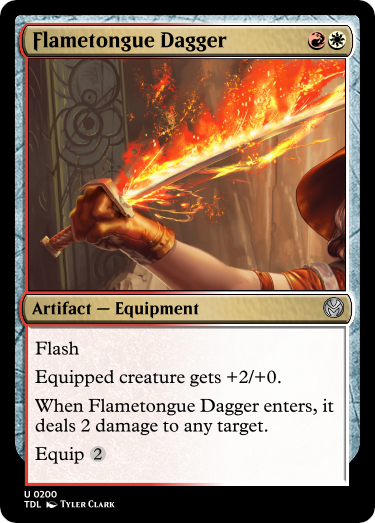 Flametongue Dagger
Artifact — Equipment
Flash
Equipped creature gets +2/+0.
When Flametongue Dagger enters, it
deals 2 damage to any target.
Equip 2
U 0200
TDL Tyler Clark